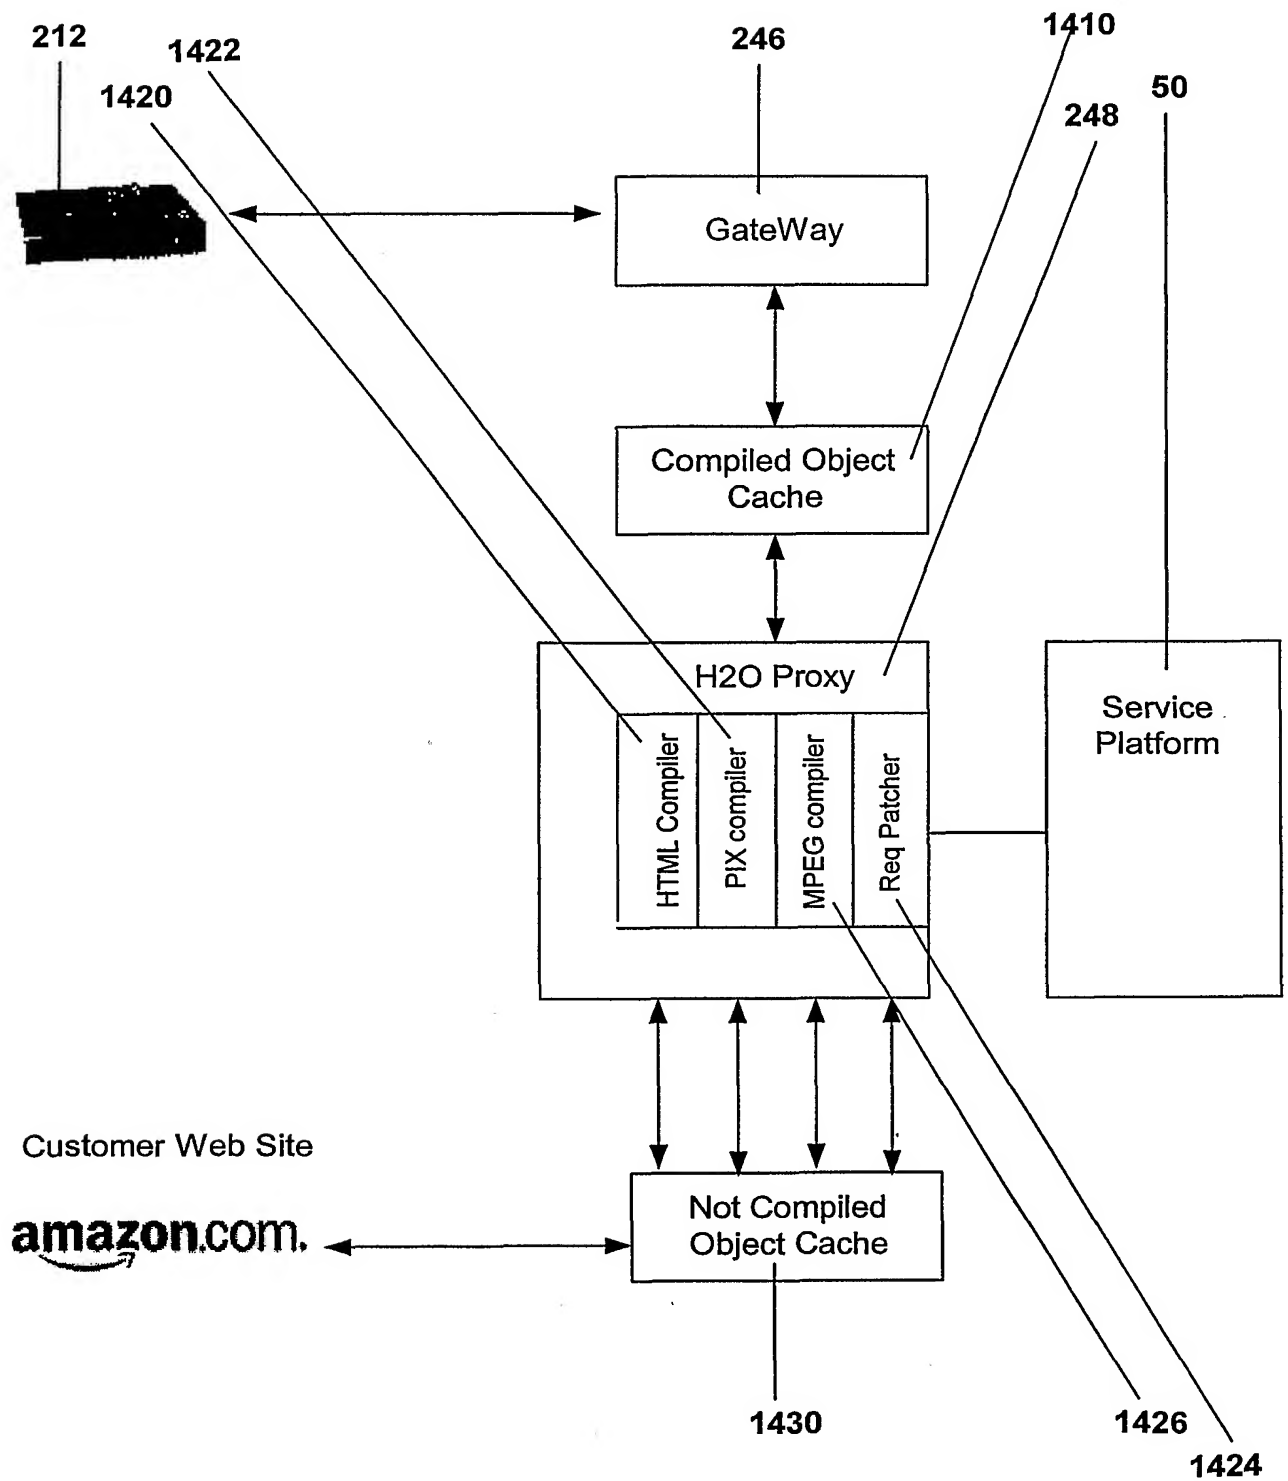 212
1422
1420
246
1410
248
50
GateWay
Compiled Object
Cache
H2O Proxy
HTML Compiler
PIX compiler
MPEG compiler
Req Patcher
Service
Platform
Customer Web Site
amazon.com.
Not Compiled
Object Cache
1430
1426
1424